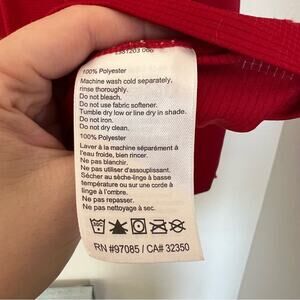 100% Polyester
Machine wash cold separately,
rinse thoroughly.
Do not bleach.
Do not use fabric softener.
Tumble dry low or line dry in shade.
Do not iron.
Do not dry clean.
100% Polyester
Laver à la machine séparément à
l'eau froide, bien rincer.
Ne pas blanchir.
Ne pas utiliser d'assouplissant.
Sécher au sèche-linge à basse
température ou sur une corde à
linge à l'ombre.
Ne pas repasser.
Ne pas nettoyage à sec.
RN #97085 / CA# 32350